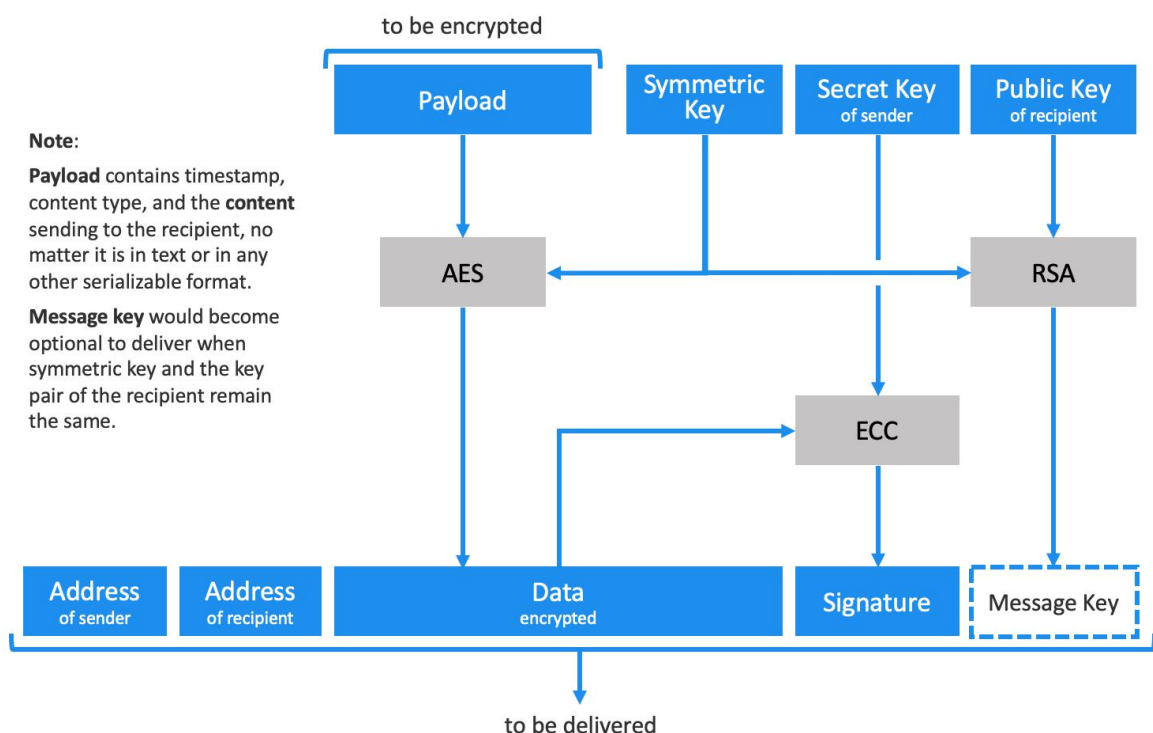 to be encrypted
Payload
Symmetric
Key
Secret Key
of sender
Public Key
of recipient
Note:
Payload contains timestamp,
content type, and the content
sending to the recipient, no
matter it is in text or in any
other serializable format.
Message key would become
optional to deliver when
symmetric key and the key
pair of the recipient remain
the same.
AES
RSA
ECC
Address
of sender
Address
of recipient
Data
encrypted
Signature
Message Key
to be delivered